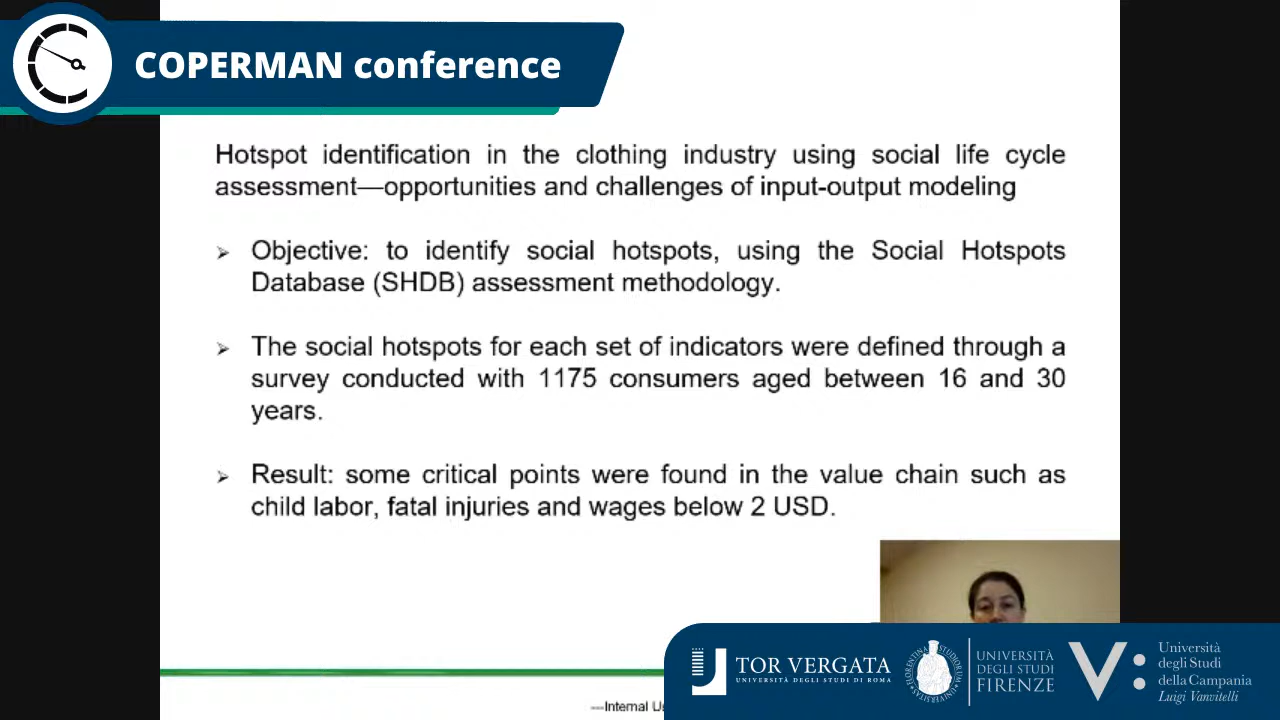 COPERMAN conference
Hotspot identification in the clothing industry using social life cycle
assessment—opportunities and challenges of input-output modeling
Objective: to identify social hotspots, using the Social Hotspots
Database (SHDB) assessment methodology.
The social hotspots for each set of indicators were defined through a
survey conducted with 1175 consumers aged between 16 and 30
years.
Result: some critical points were found in the value chain such as
child labor, fatal injuries and wages below 2 USD.
—Internal
TOR VERGATA
UNIVERSITÀ DEGLI STUDI DI ROMA
FLORENTINA STUDIORUM UNIVERSITAS
UNIVERSITÀ
DEGLI STUDI
FIRENZE
V:
Università
degli Studi
della Campania
Luigi Vanvitelli